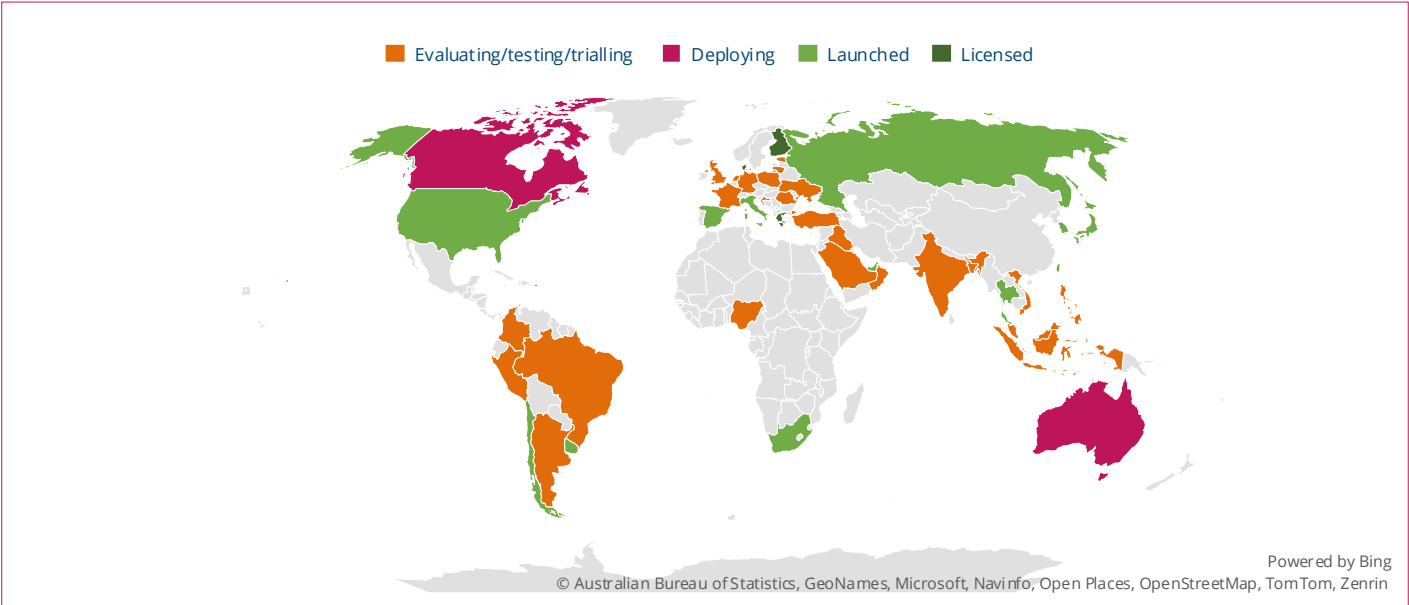 Evaluating/testing/trialling Deploying Launched Licensed
Powered by Bing
© Australian Bureau of Statistics, GeoNames, Microsoft, Navinfo, Open Places, OpenStreetMap, TomTom, Zenrin